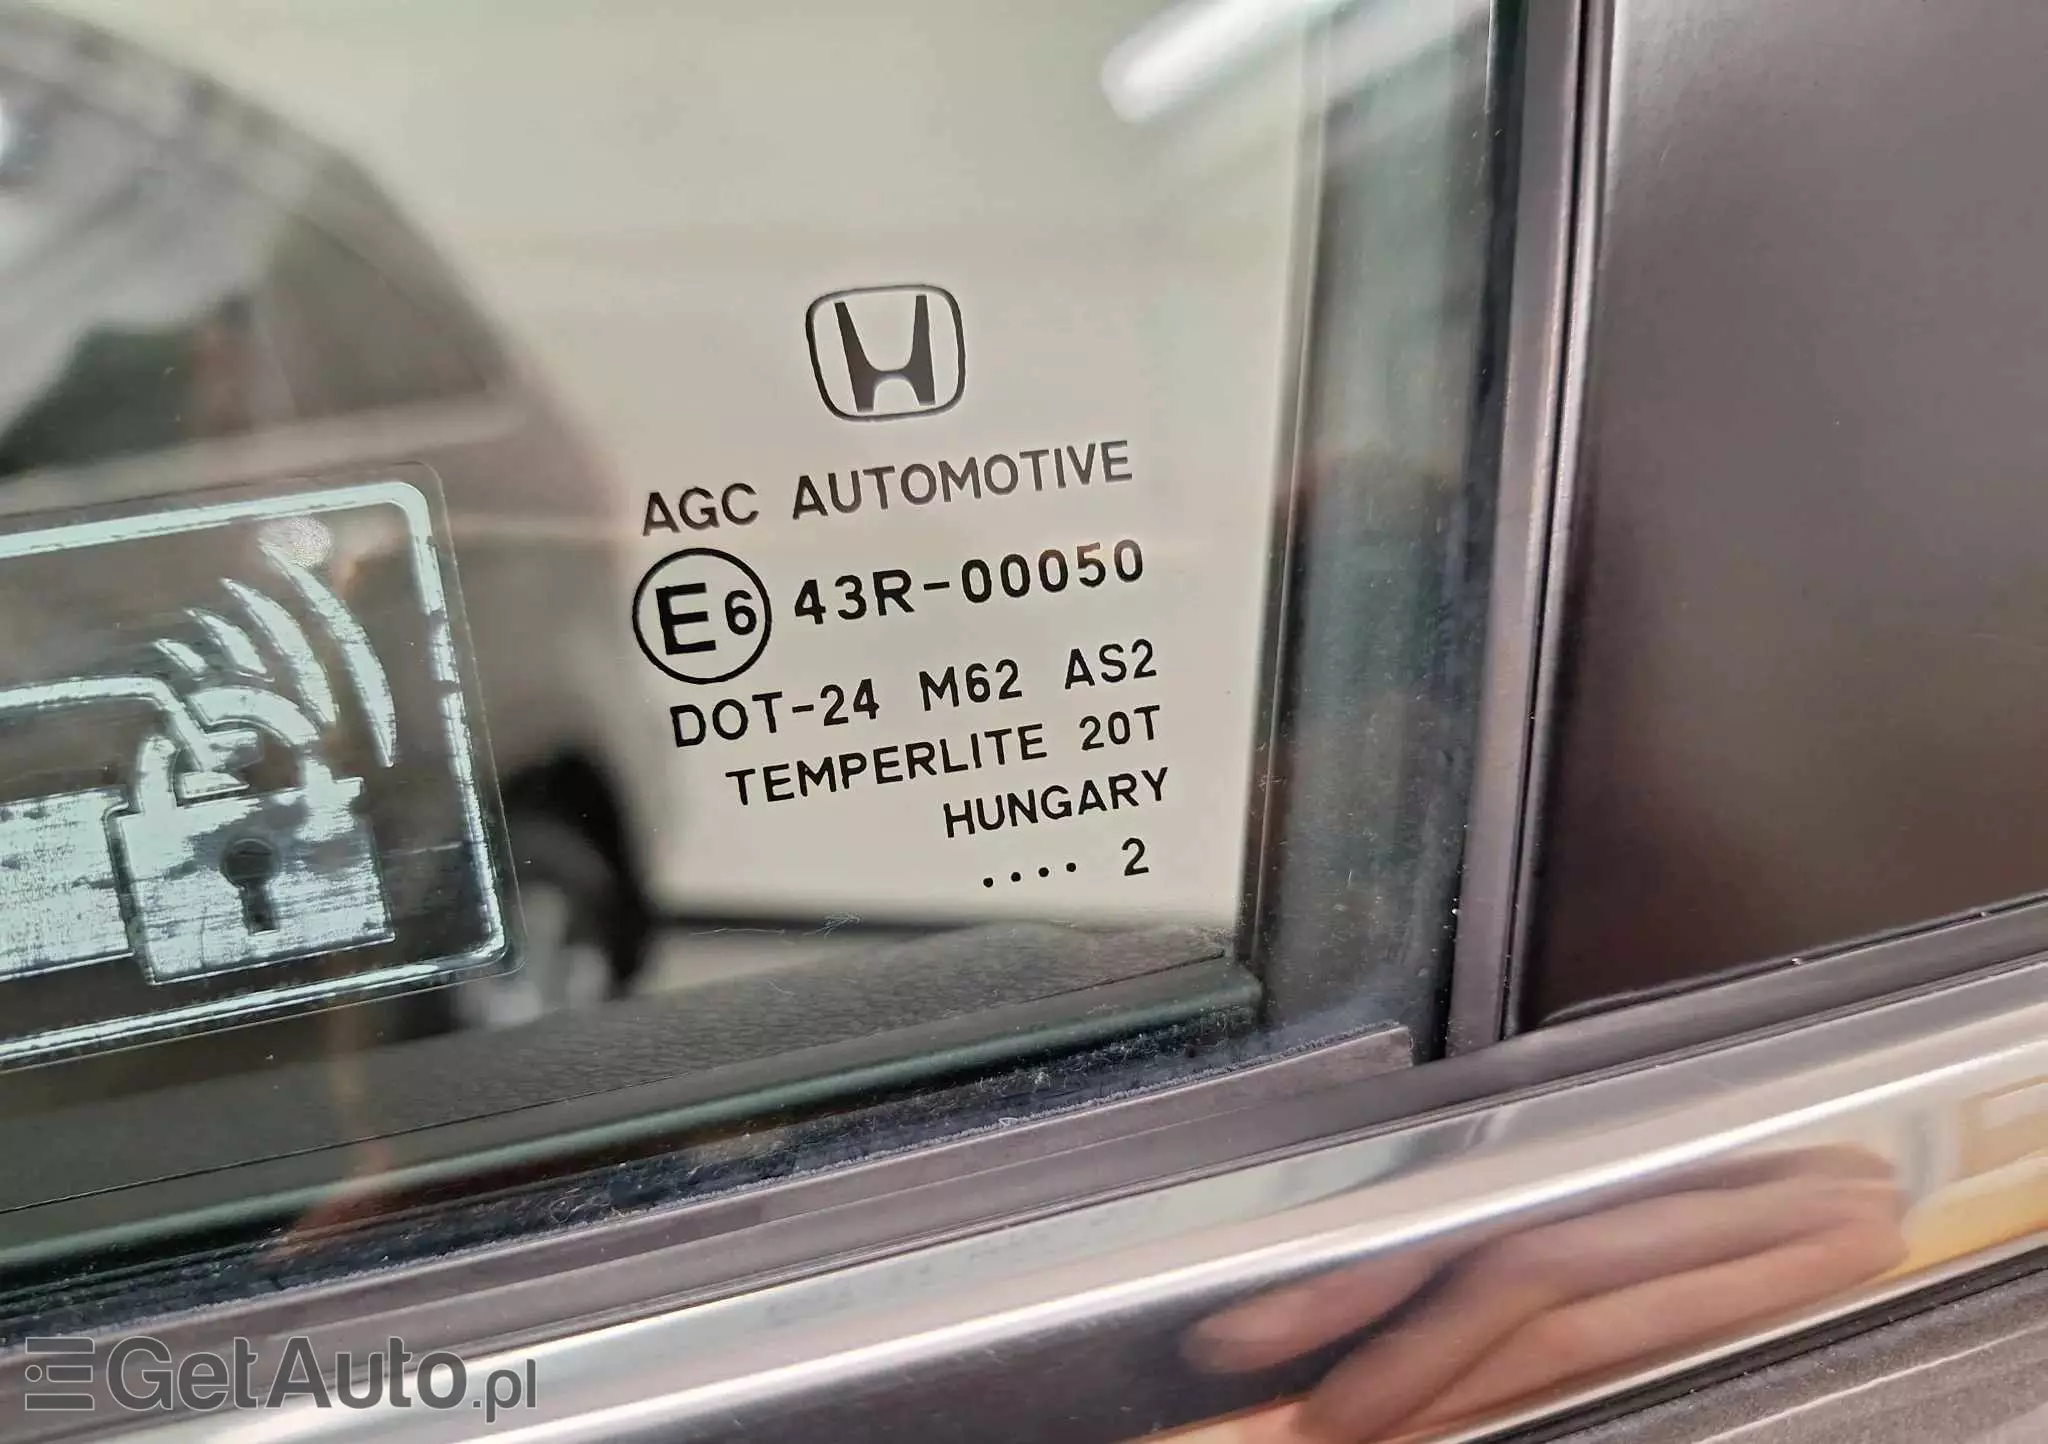 AGC AUTOMOTIVE
E6 43R-00050
DOT-24 M62 AS2
TEMPERLITE 20T
HUNGARY
.... 2
GetAuto.pl